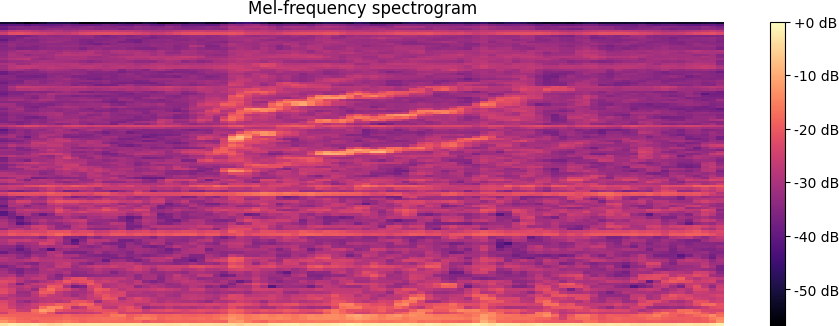 Mel-frequency spectrogram
+0 dB
-10 dB
-20 dB
-30 dB
-40 dB
-50 dB